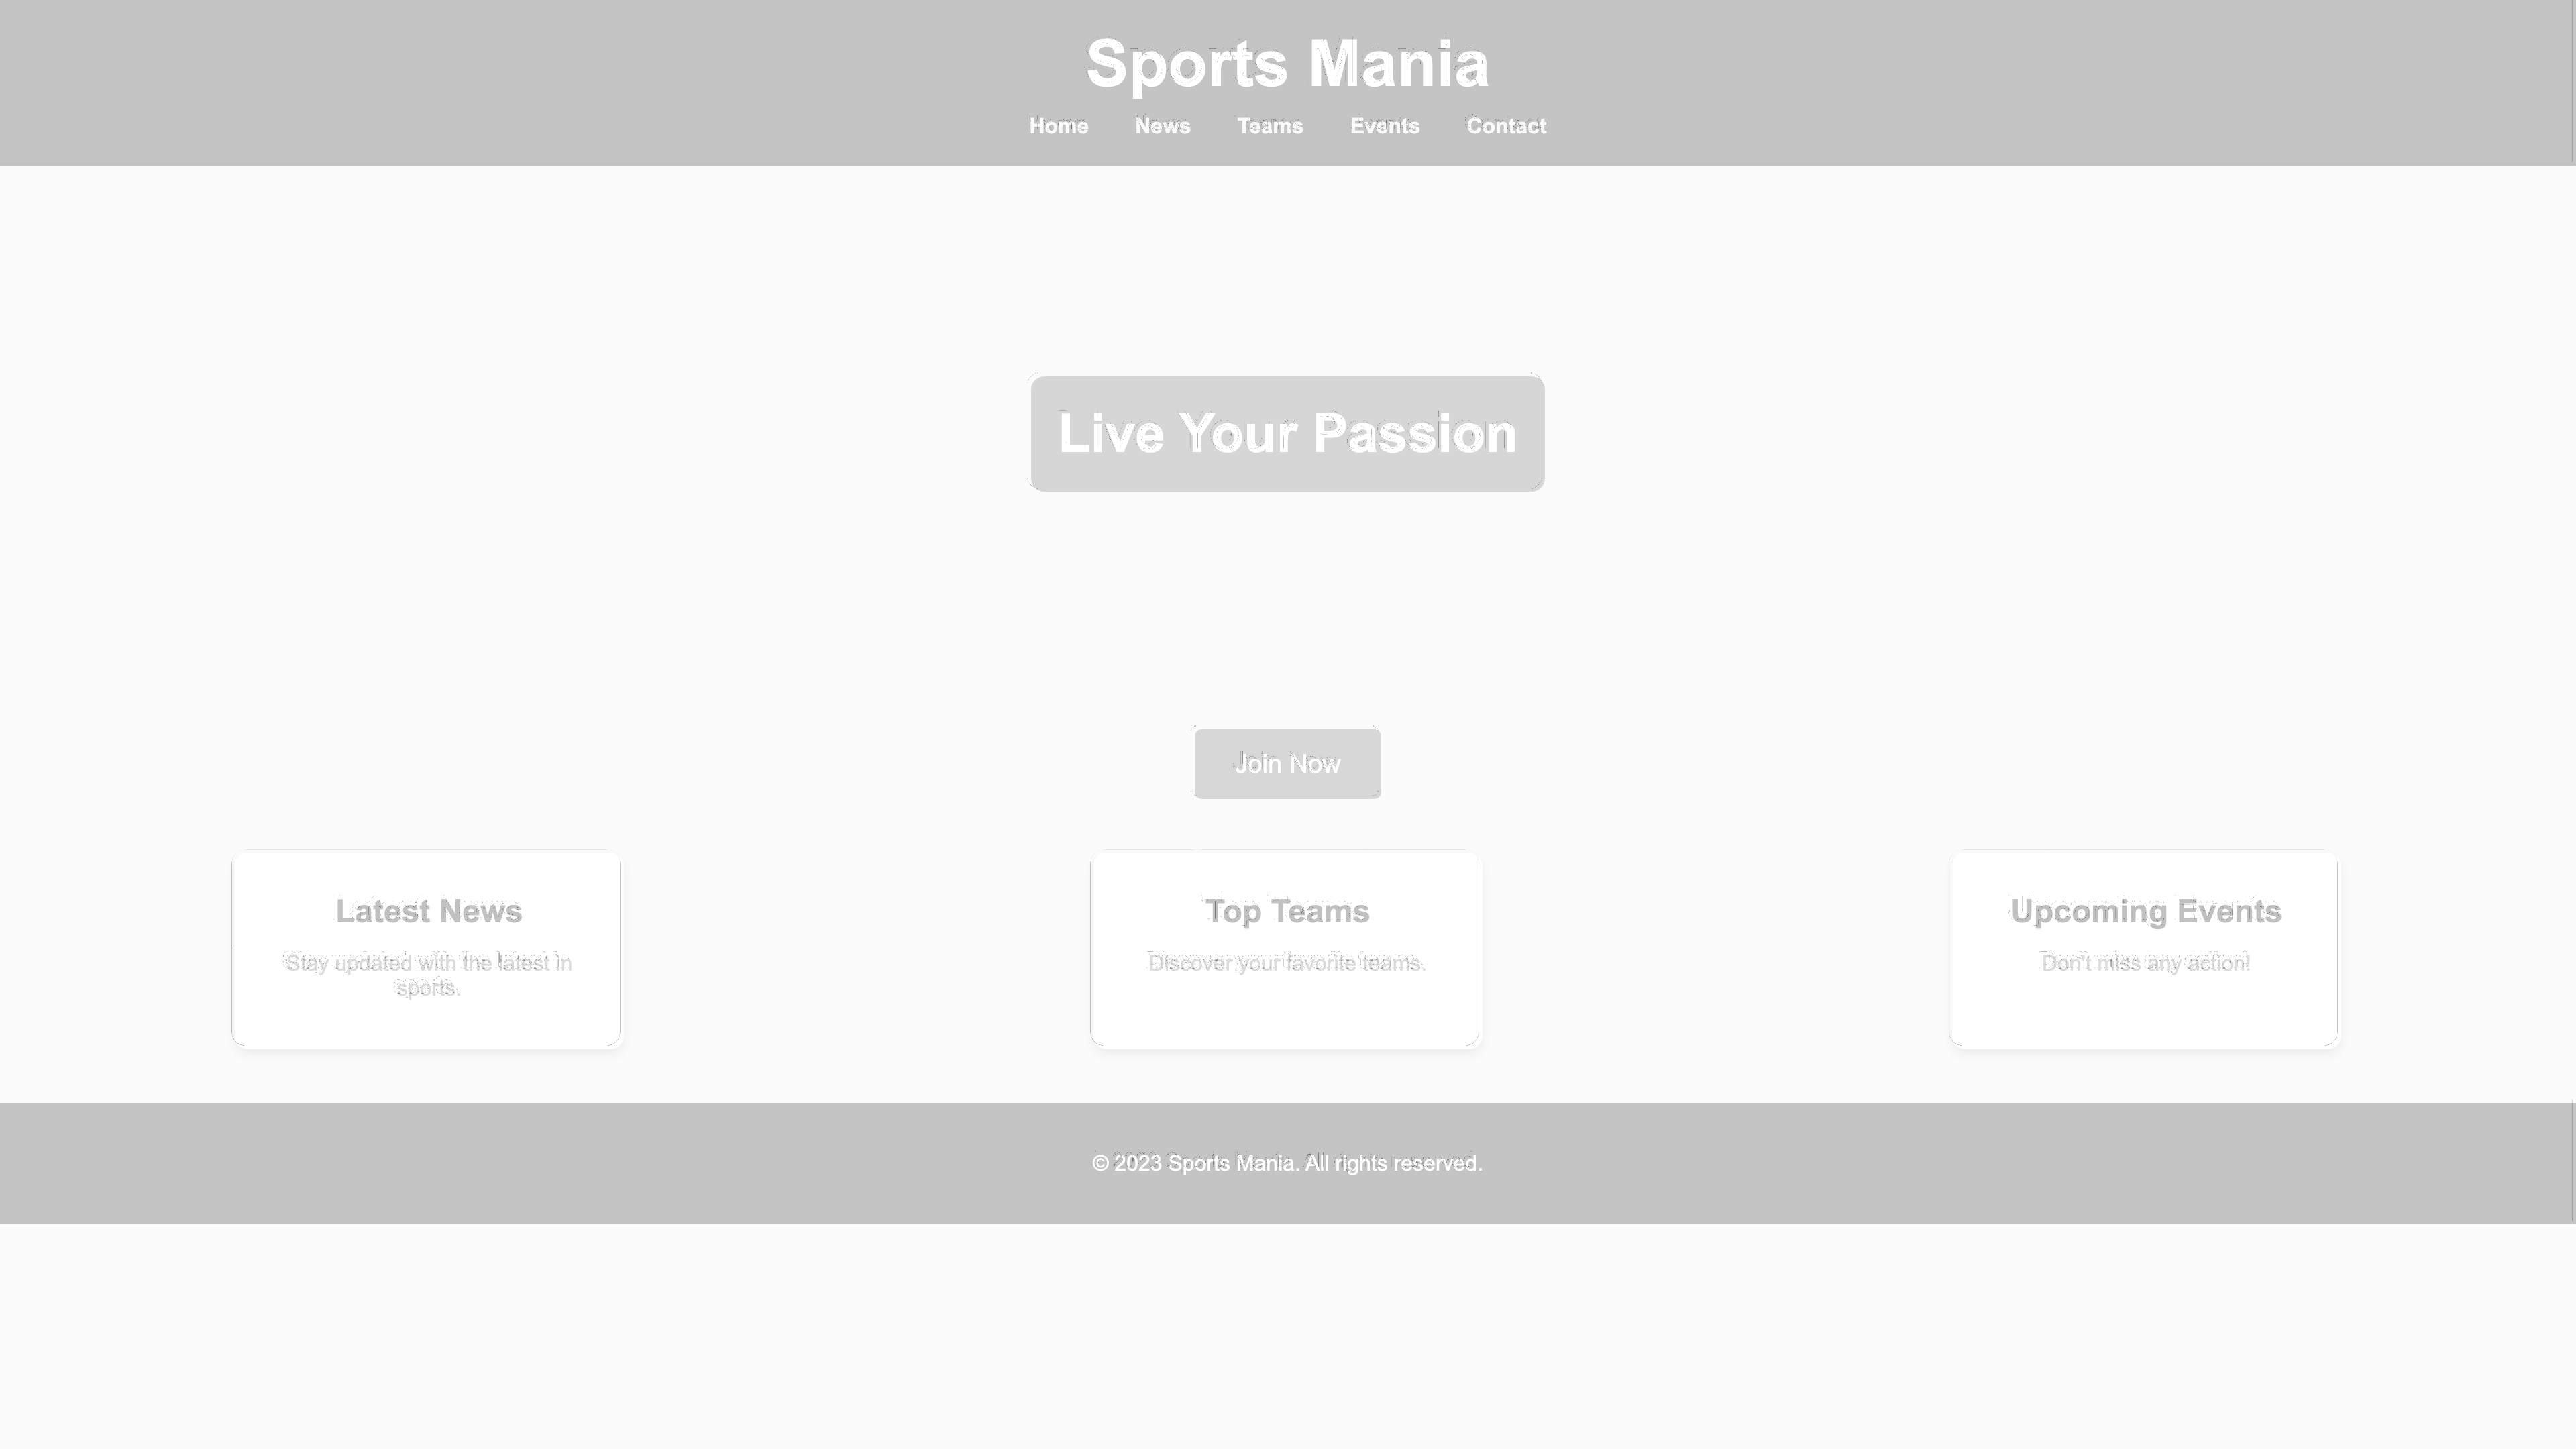 Sports Mania
Home News Teams Events Contact
Live Your Passion
Join Now
Latest News
Stay updated with the latest in
sports.
Top Teams
Discover your favorite teams.
Upcoming Events
Don't miss any action!
© 2023 Sports Mania. All rights reserved.